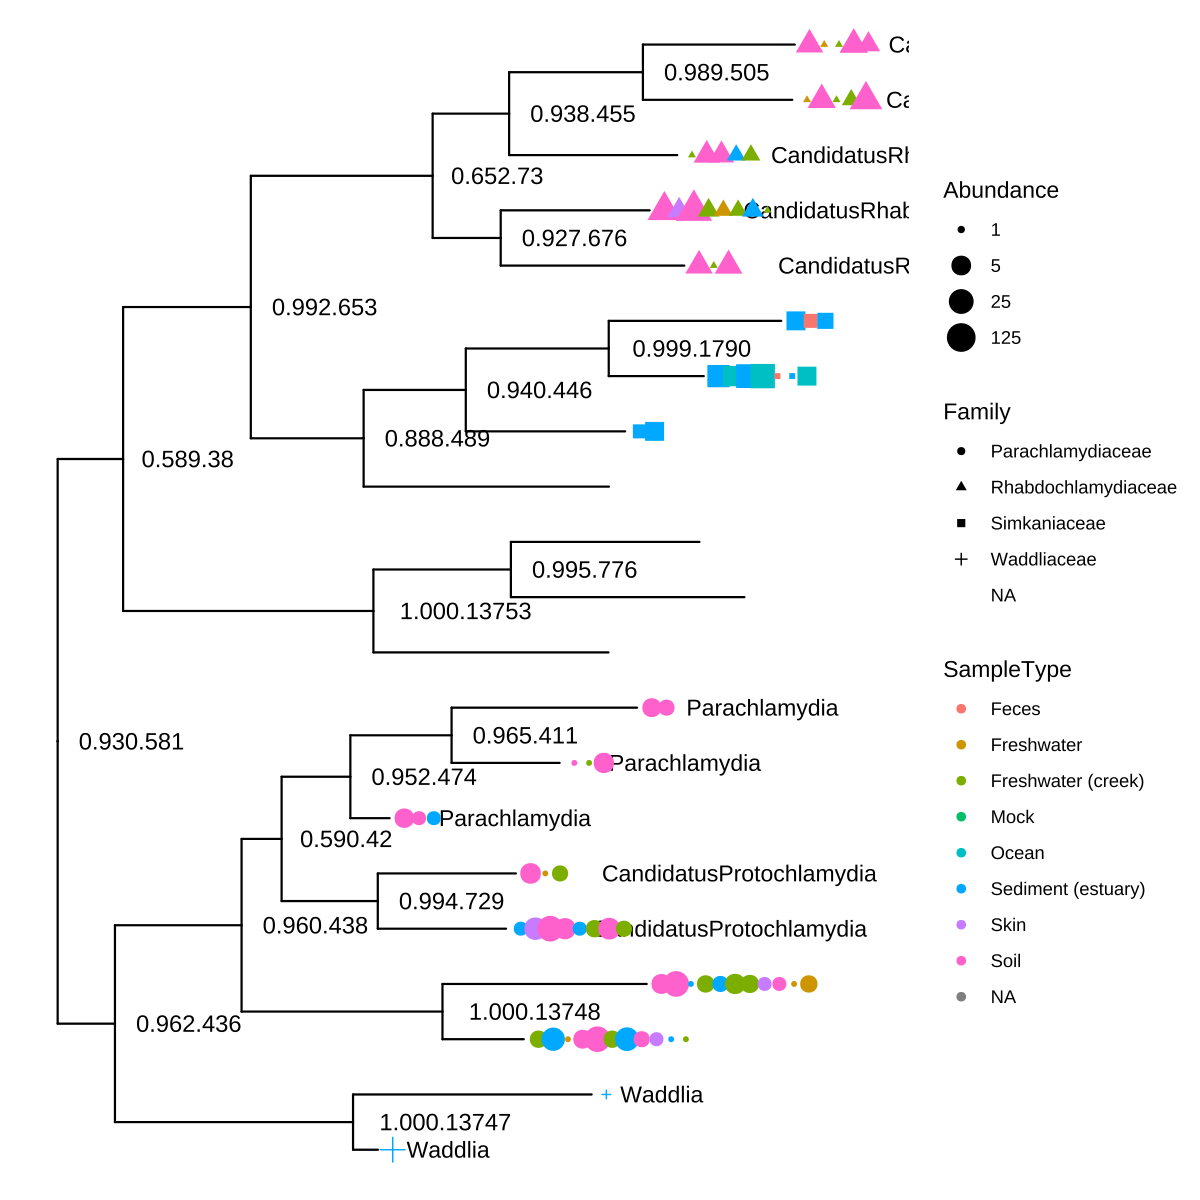 Ca
0.989.505
Ca
0.938.455
CandidatusRh
0.652.73
CandidatusRhab
0.927.676
CandidatusR
0.992.653
0.999.1790
0.940.446
0.888.489
0.589.38
0.995.776
1.000.13753
Parachlamydia
0.965.411
0.930.581
Parachlamydia
0.952.474
Parachlamydia
0.590.42
CandidatusProtochlamydia
0.994.729
0.960.438
CandidatusProtochlamydia
1.000.13748
0.962.436
Waddlia
1.000.13747
Waddlia
Abundance
1
5
25
125
Family
Parachlamydiaceae
Rhabdochlamydiaceae
Simkaniaceae
Waddliaceae
NA
SampleType
Feces
Freshwater
Freshwater (creek)
Mock
Ocean
Sediment (estuary)
Skin
Soil
NA